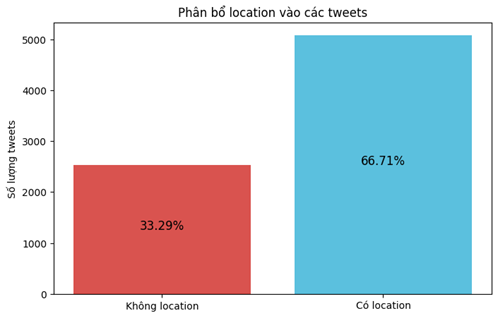 Phân bổ location vào các tweets
Số lượng tweets
5000
4000
3000
2000
1000
0
33.29%
66.71%
Không location
Có location